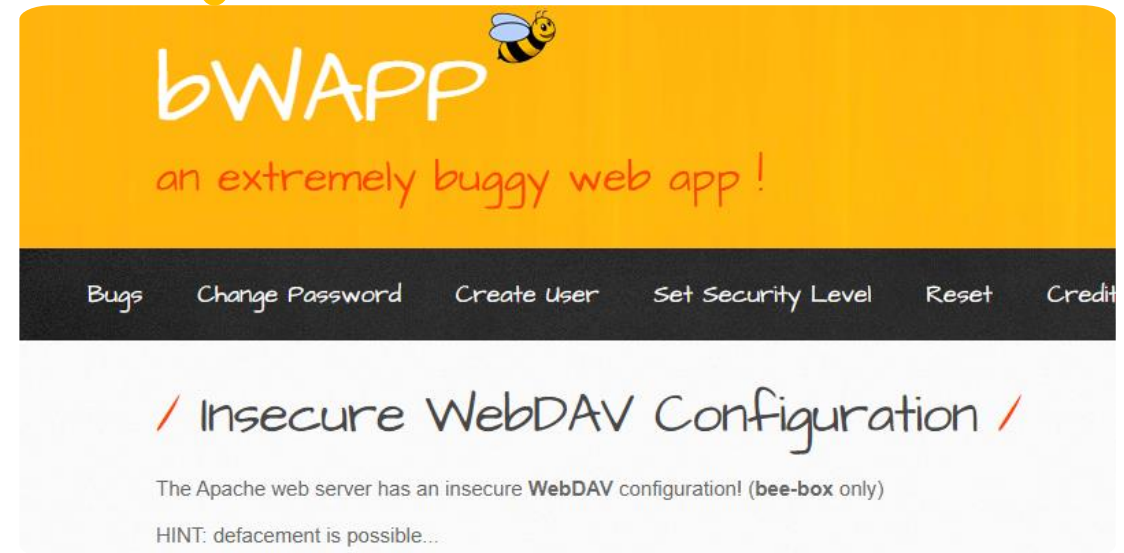 bWAPP
an extremely buggy web app !
Bugs Change Password Create User Set Security Level Reset Credit
/ Insecure WebDAV Configuration /
The Apache web server has an insecure WebDAV configuration! (bee-box only)
HINT: defacement is possible...